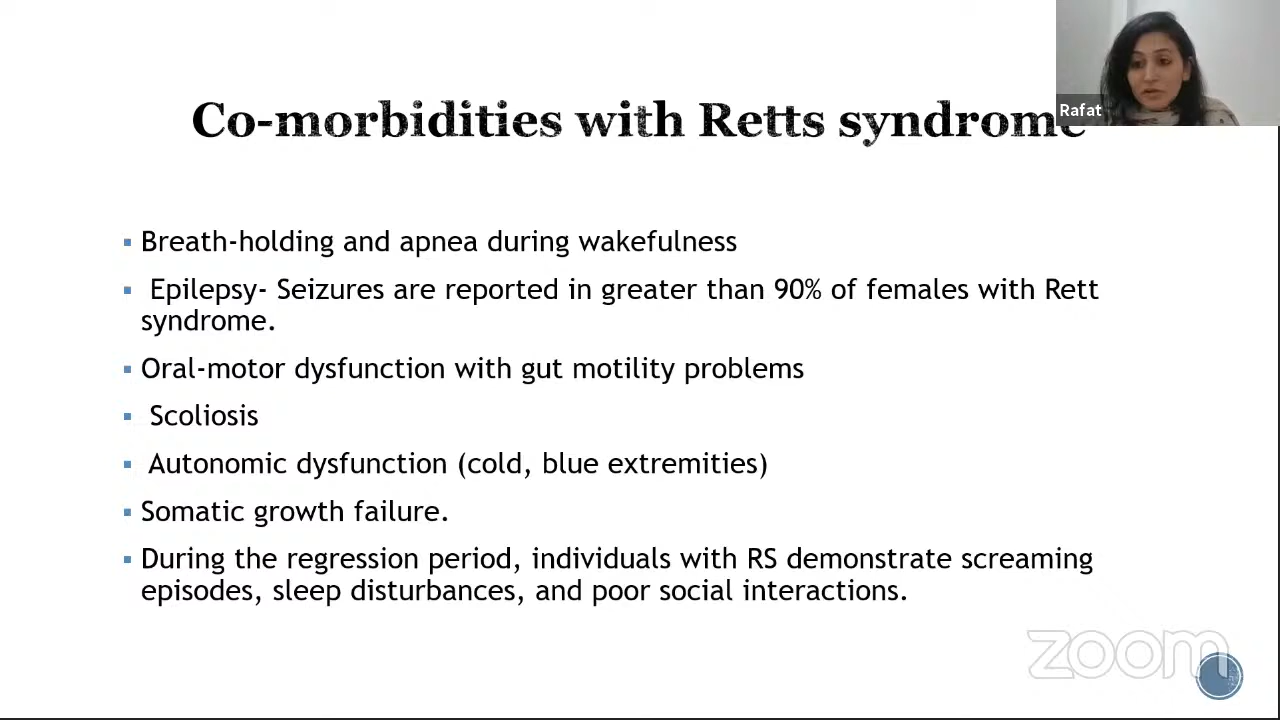 Rafat
Co-morbidities with Retts syndrome
▪ Breath-holding and apnea during wakefulness
▪ Epilepsy- Seizures are reported in greater than 90% of females with Rett
syndrome.
▪ Oral-motor dysfunction with gut motility problems
▪ Scoliosis
▪ Autonomic dysfunction (cold, blue extremities)
▪ Somatic growth failure.
▪ During the regression period, individuals with RS demonstrate screaming
episodes, sleep disturbances, and poor social interactions.
zoom